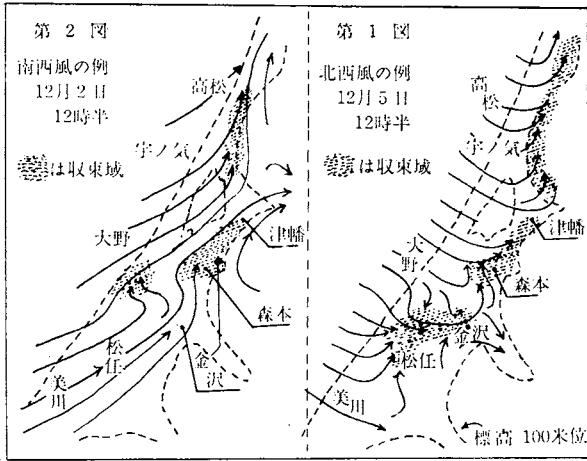 第2図
南西風の例
12月2日
12時半
は収束域
高松
宇ノ気
大野
津幡
森本
金沢
松任
美川
第1図
北西風の例
12月5日
12時半
は収束域
高松
宇ノ気
大野
津幡
森本
金沢
松任
美川
標高100米位